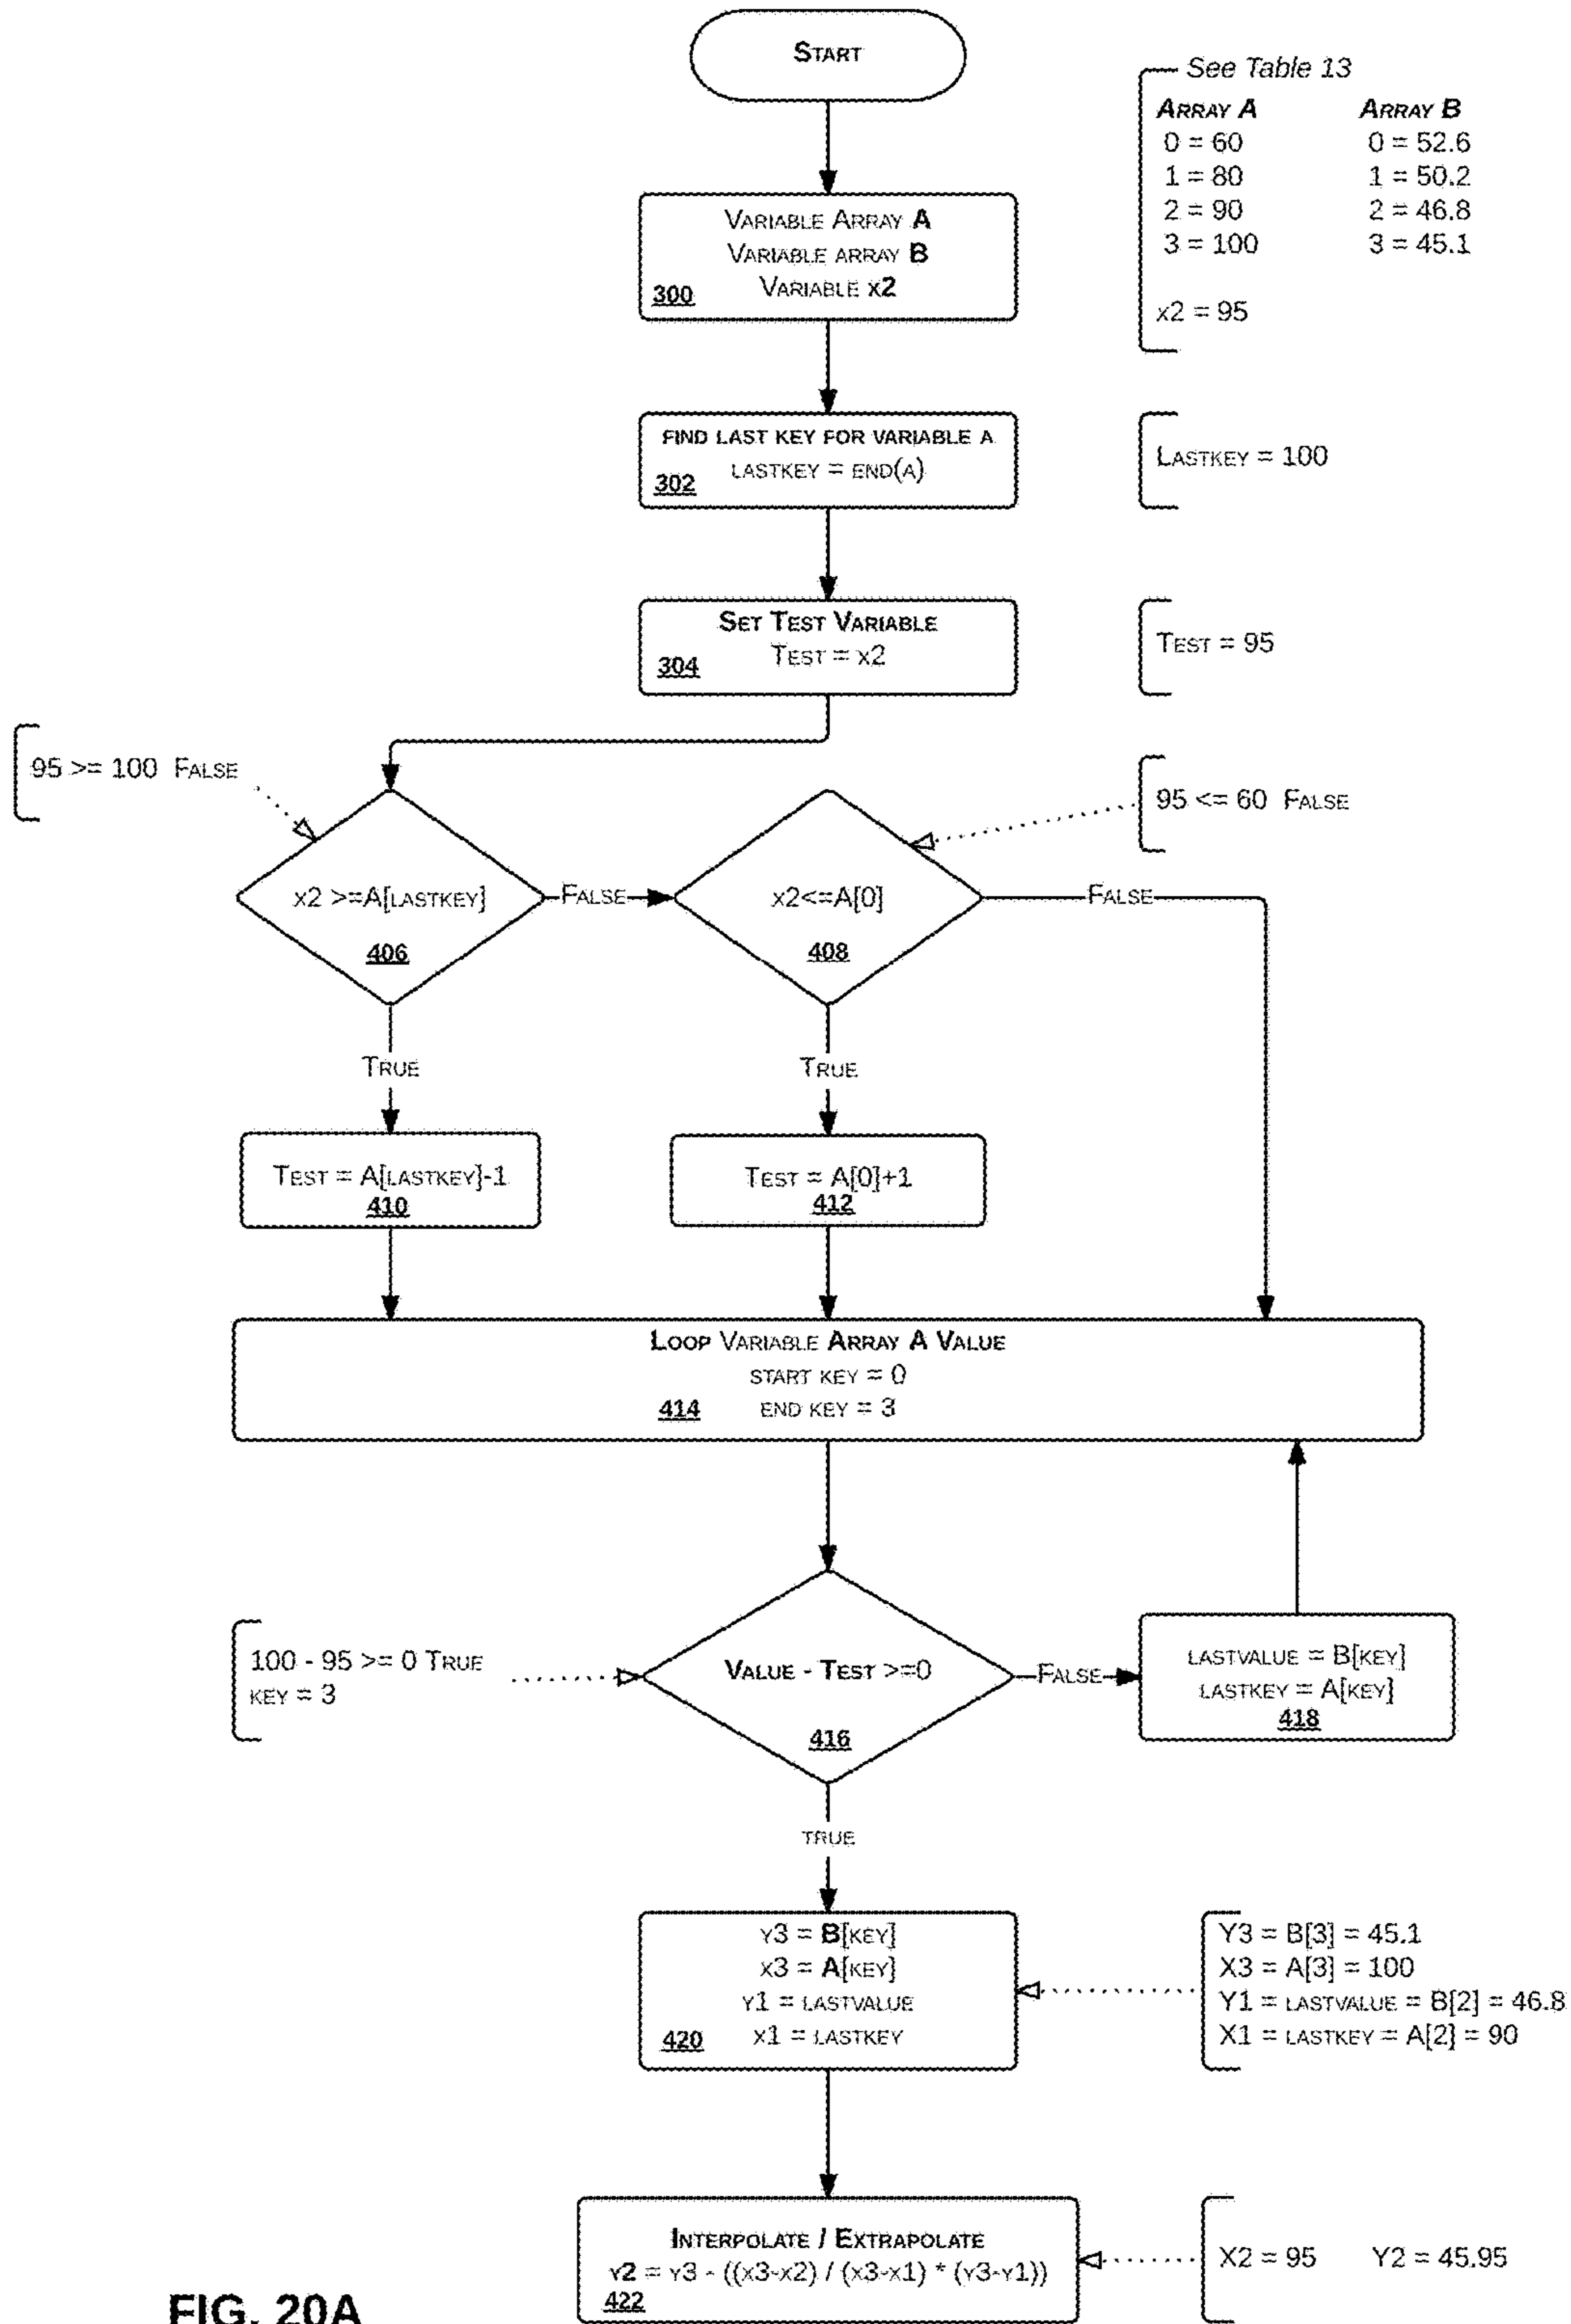 Start
See Table 13
Array A Array B
0 = 60 0 = 52.6
1 = 80 1 = 50.2
2 = 90 2 = 46.8
3 = 100 3 = 45.1
x2 = 95
Variable Array A
Variable array B
Variable x2
300
find last key for variable a
lastkey = end(a)
302
Lastkey = 100
Set Test Variable
Test = x2
304
Test = 95
95 >= 100 False
95 <= 60 False
x2 >=A[lastkey]
406
False
x2<=A[0]
408
False
True
True
Test = A[lastkey]-1
410
Test = A[0]+1
412
Loop Variable Array A Value
start key = 0
end key = 3
414
100 - 95 >= 0 True
key = 3
Value - Test >=0
416
False
lastvalue = B[key]
lastkey = A[key]
418
true
y3 = B[key]
x3 = A[key]
y1 = lastvalue
x1 = lastkey
420
Y3 = B[3] = 45.1
X3 = A[3] = 100
Y1 = lastvalue = B[2] = 46.8
X1 = lastkey = A[2] = 90
Interpolate / Extrapolate
y2 = y3 - ((x3-x2) / (x3-x1) * (y3-y1))
422
X2 = 95 Y2 = 45.95
FIG. 20A